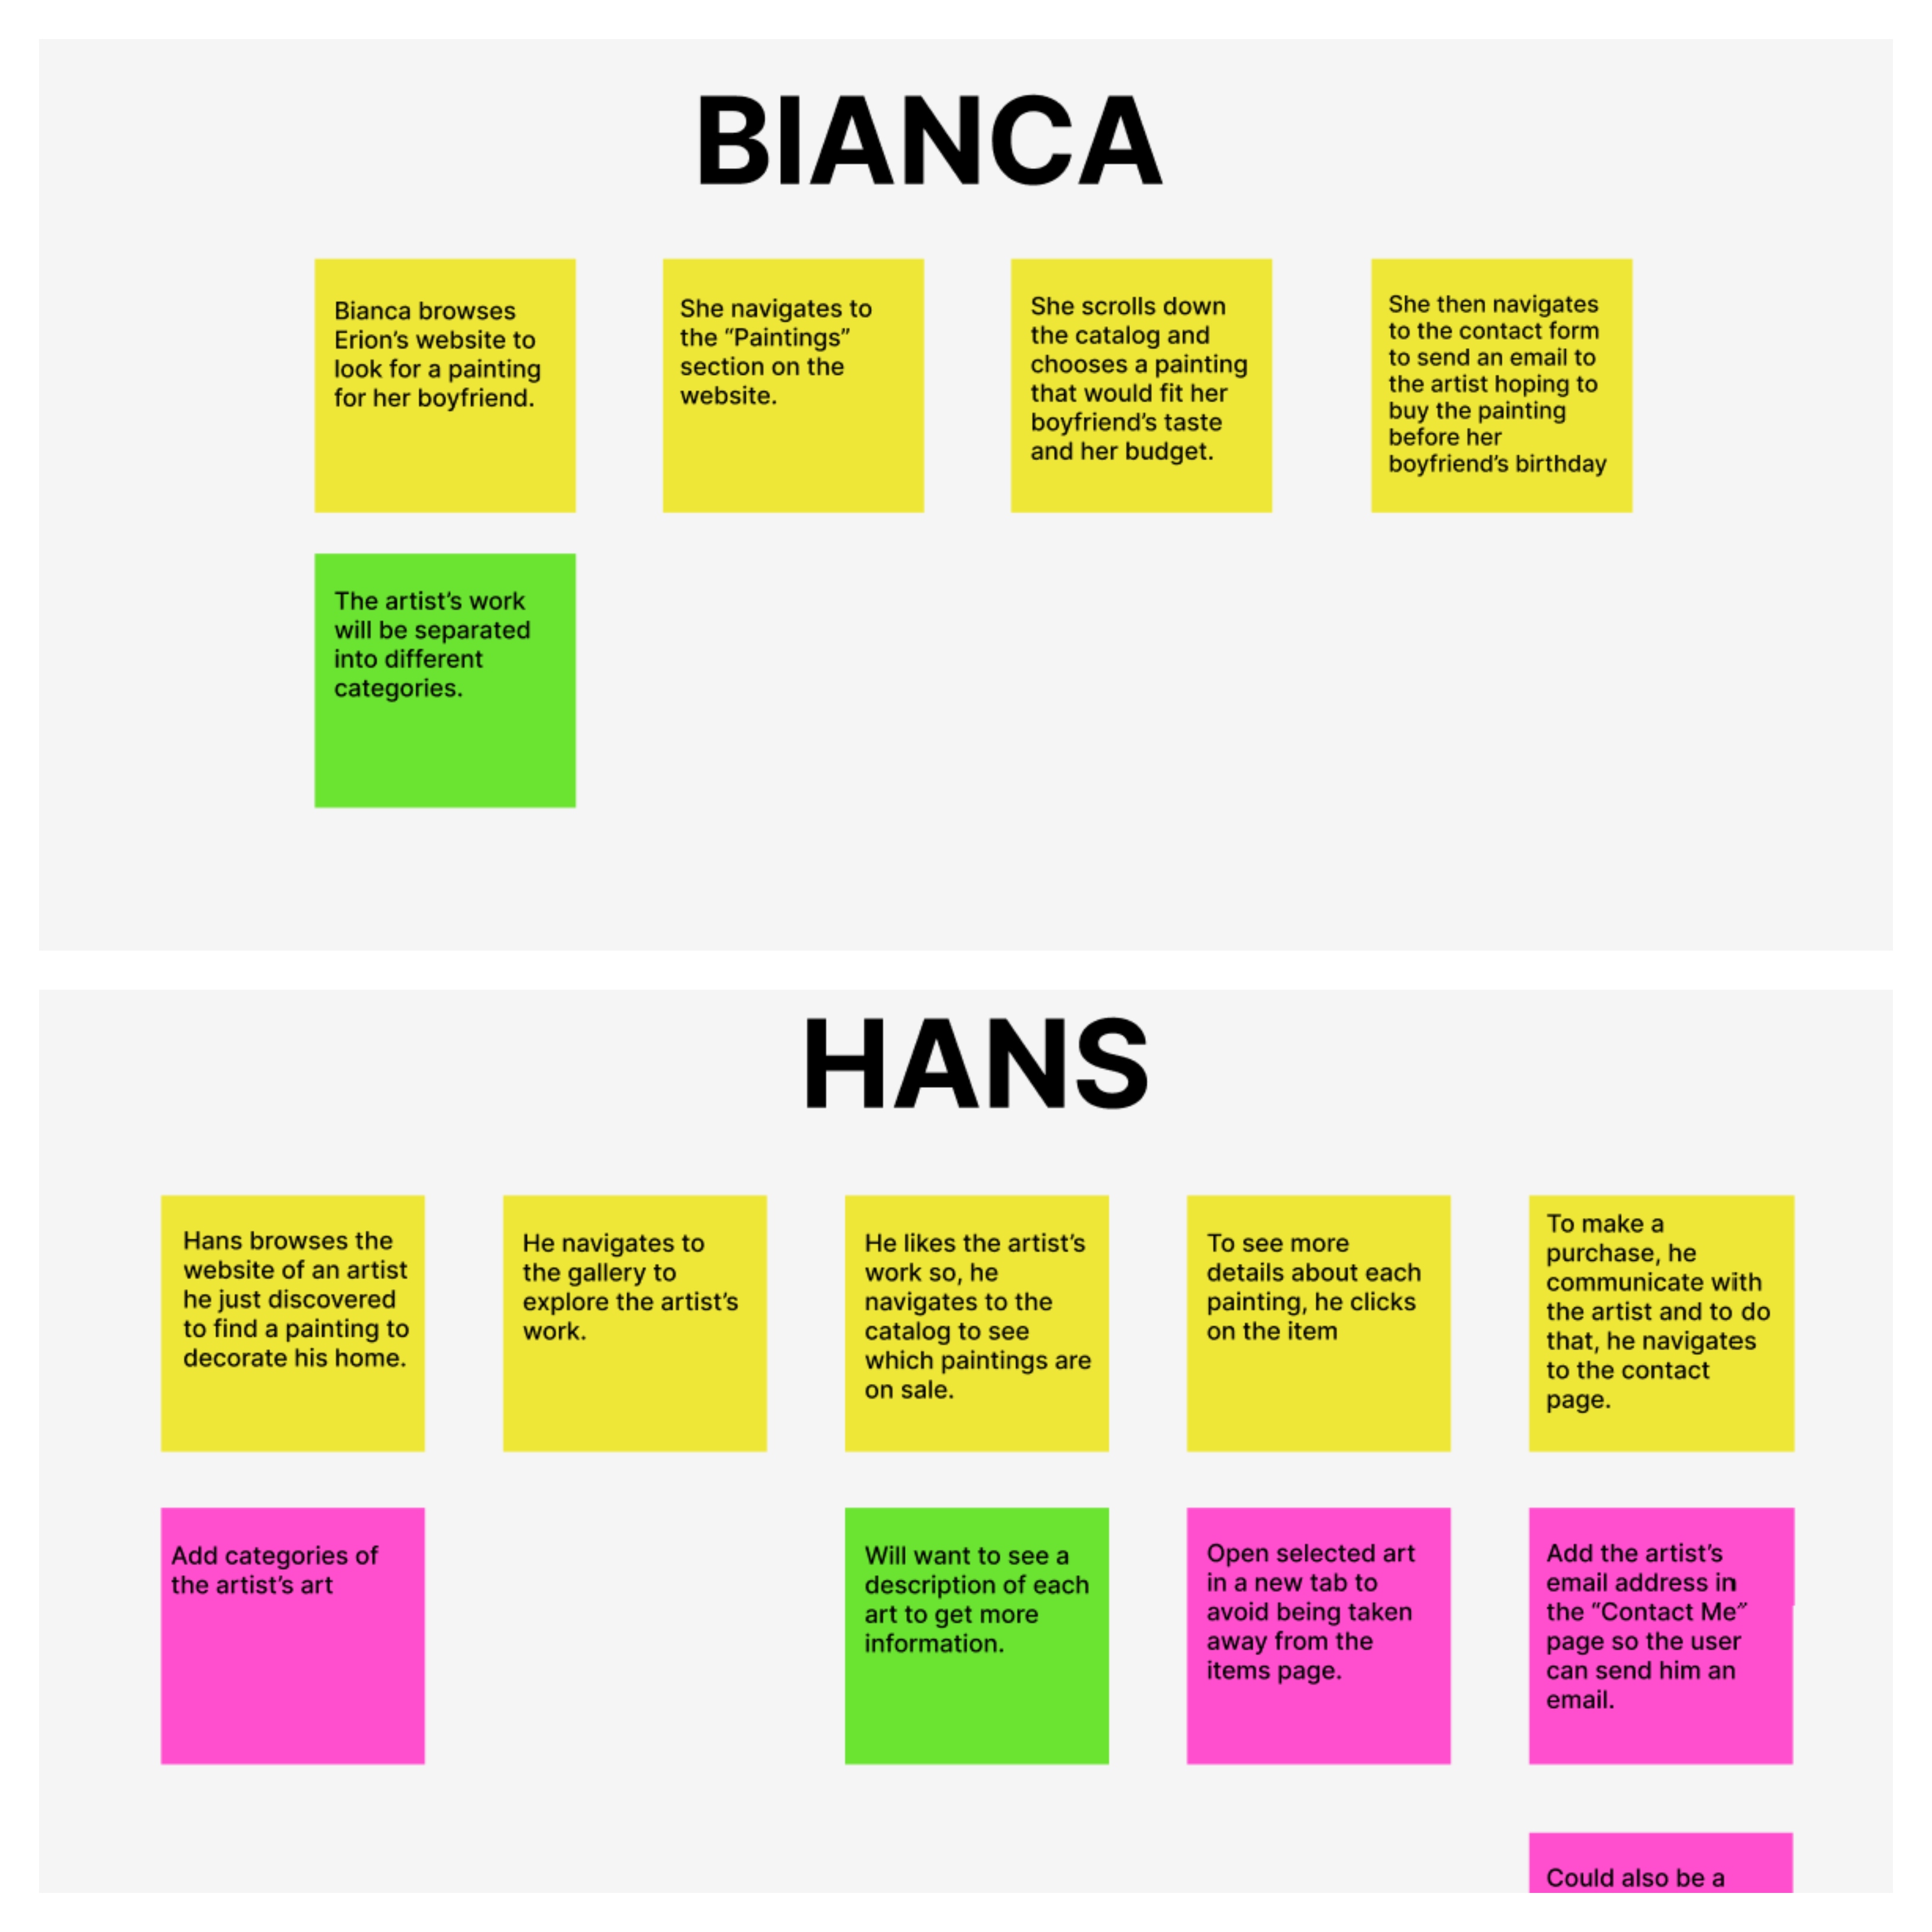 BIANCA
Bianca browses
Erion’s website to
look for a painting
for her boyfriend.
She navigates to
the “Paintings”
section on the
website.
She scrolls down
the catalog and
chooses a painting
that would fit her
boyfriend’s taste
and her budget.
She then navigates
to the contact form
to send an email to
the artist hoping to
buy the painting
before her
boyfriend’s birthday
The artist’s work
will be separated
into different
categories.
HANS
Hans browses the
website of an artist
he just discovered
to find a painting to
decorate his home.
He navigates to
the gallery to
explore the artist’s
work.
He likes the artist’s
work so, he
navigates to the
catalog to see
which paintings are
on sale.
To see more
details about each
painting, he clicks
on the item
To make a
purchase, he
communicate with
the artist and to do
that, he navigates
to the contact
page.
Add categories of
the artist’s art
Will want to see a
description of each
art to get more
information.
Open selected art
in a new tab to
avoid being taken
away from the
items page.
Add the artist’s
email address in
the “Contact Me”
page so the user
can send him an
email.
Could also be a